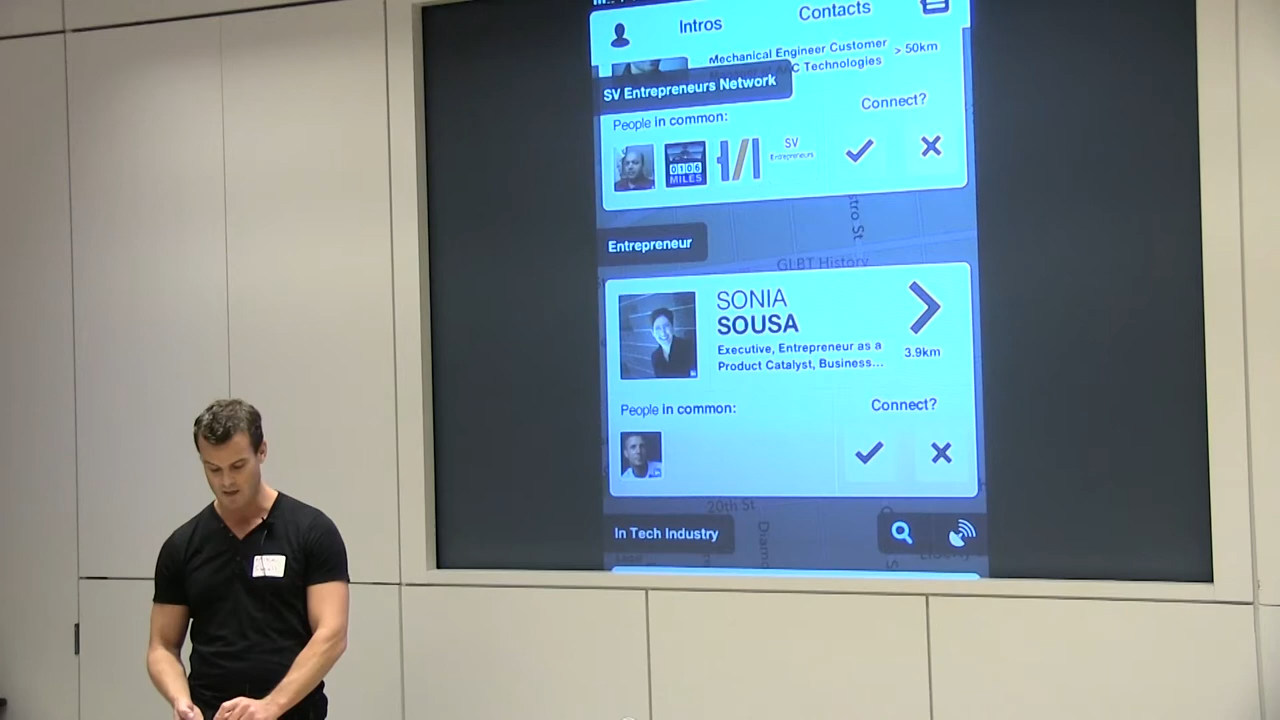 Intros
Contacts
Mechanical Engineer Customer
C Technologies
> 50km
SV Entrepreneurs Network
People in common:
Connect?
0106
MILES
SV
Entrepreneurs
Entrepreneur
GLBT History
SONIA
SOUSA
Executive, Entrepreneur as a
Product Catalyst, Business...
3.9km
People in common:
Connect?
20th St
In Tech Industry